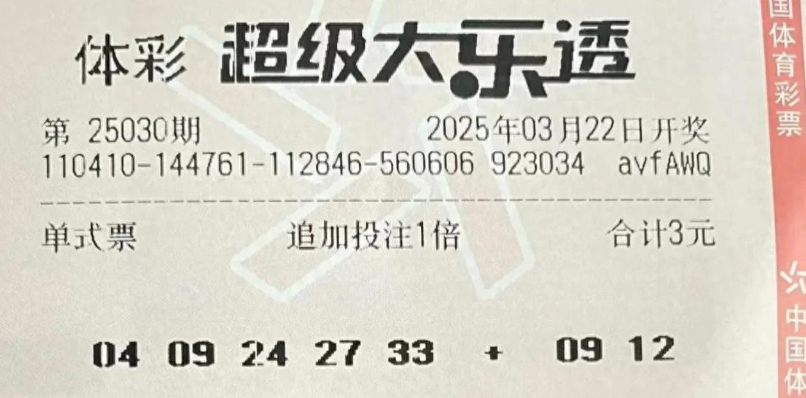 体彩 超级大乐透
第 25030期 2025年03月22日开奖
110410-144761-112846-560606 923034 avfAWQ
单式票 追加投注1倍 合计3元
04 09 24 27 33 + 09 12
国体育彩票
中国体